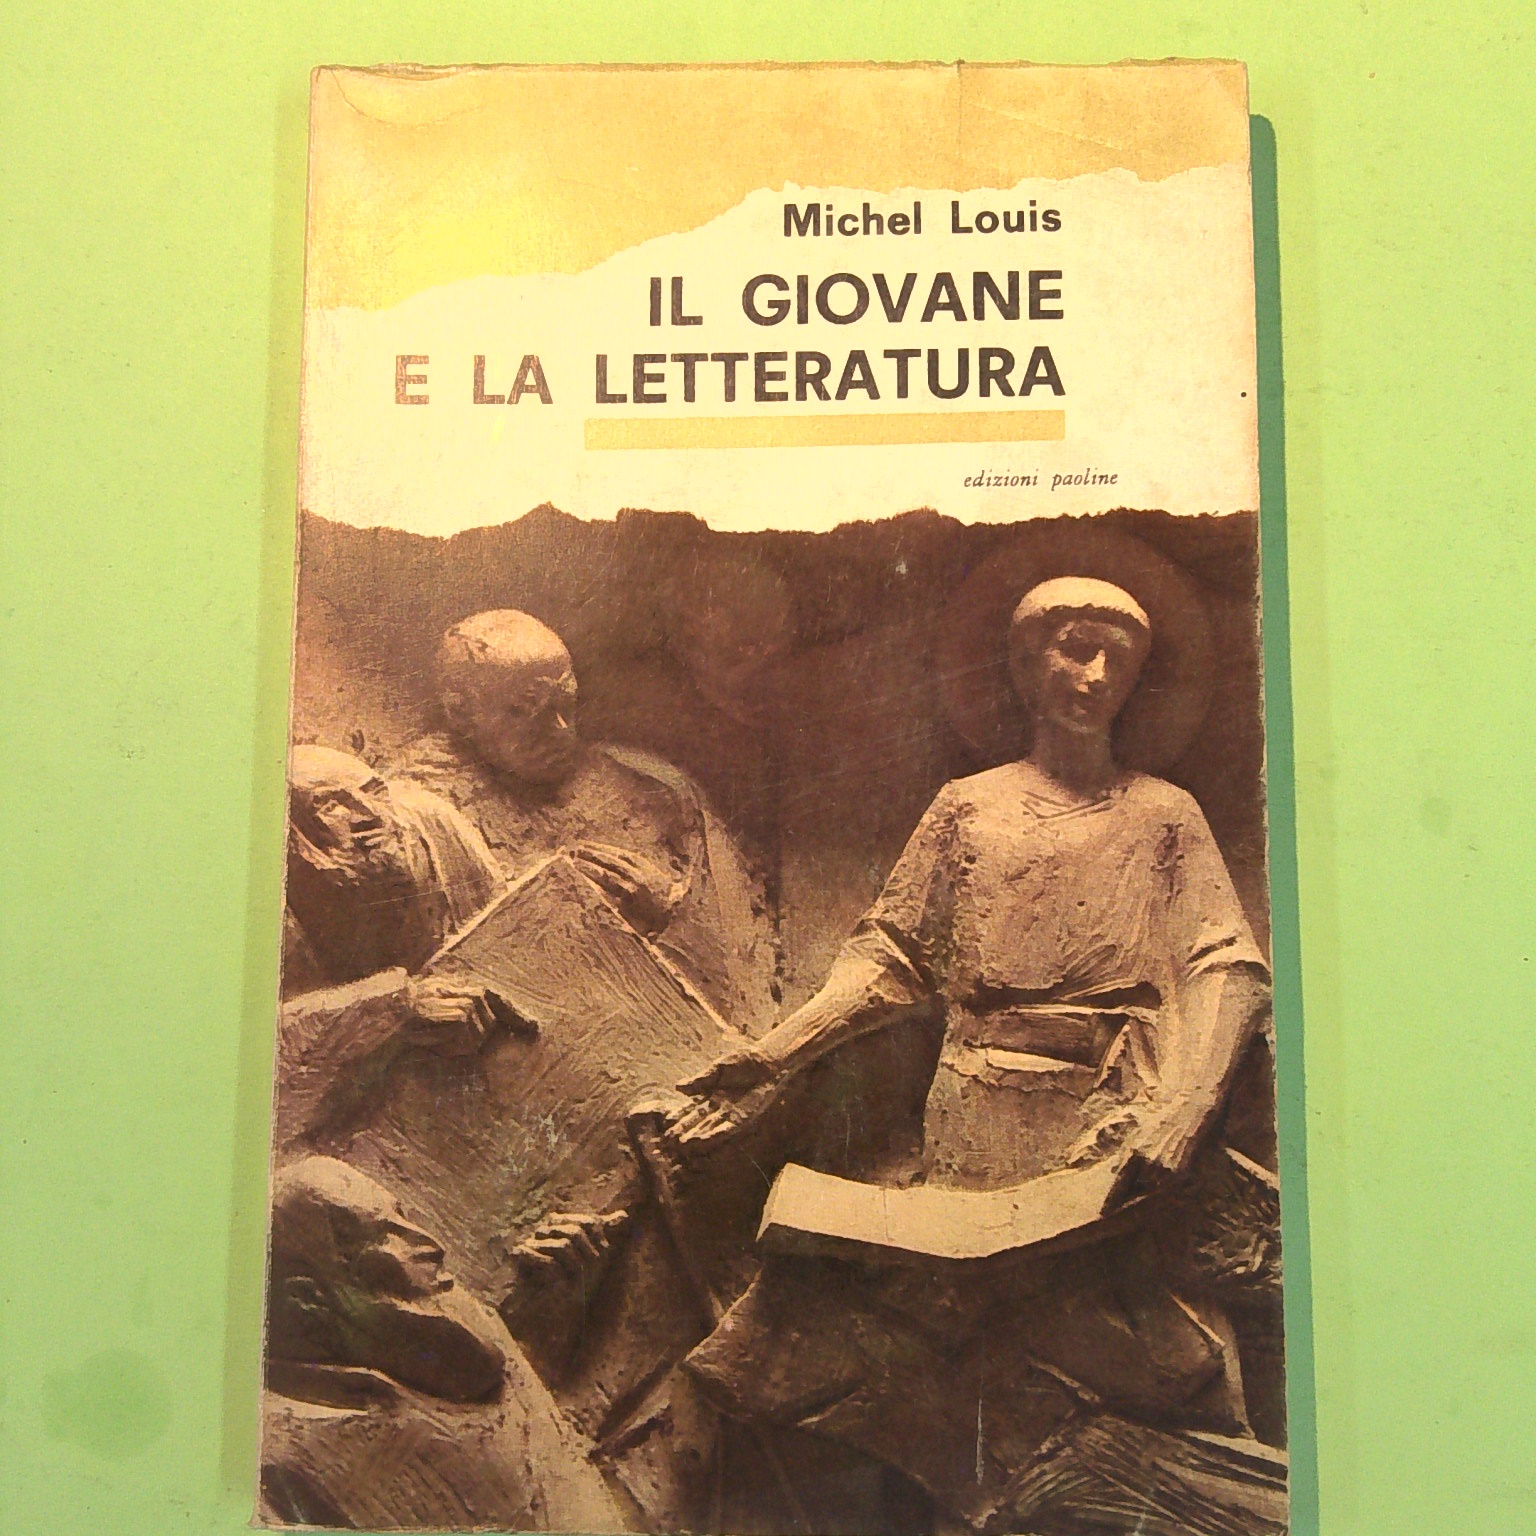 Michel Louis
IL GIOVANE
E LA LETTERATURA
edizioni paoline